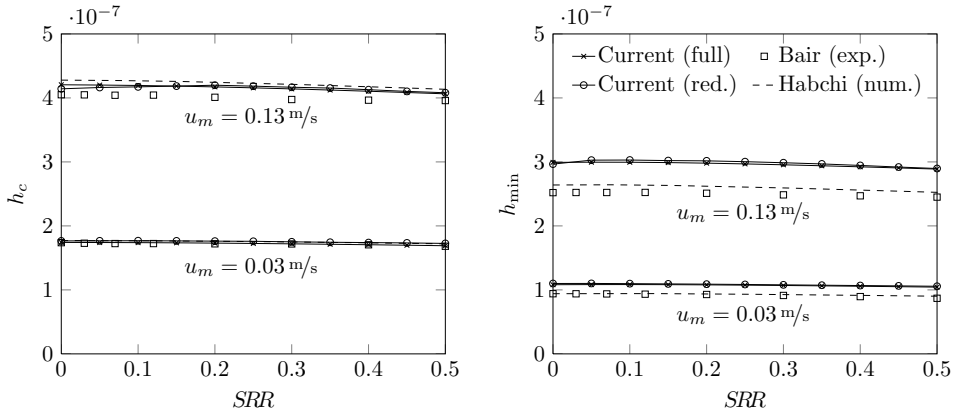 ·10⁻⁷
5
4
3
2
1
0
h_c
u_m = 0.13 m/s
u_m = 0.03 m/s
0 0.1 0.2 0.3 0.4 0.5
SRR
·10⁻⁷
5
4
3
2
1
0
h_min
Current (full) Bair (exp.)
Current (red.) Habchi (num.)
u_m = 0.13 m/s
u_m = 0.03 m/s
0 0.1 0.2 0.3 0.4 0.5
SRR